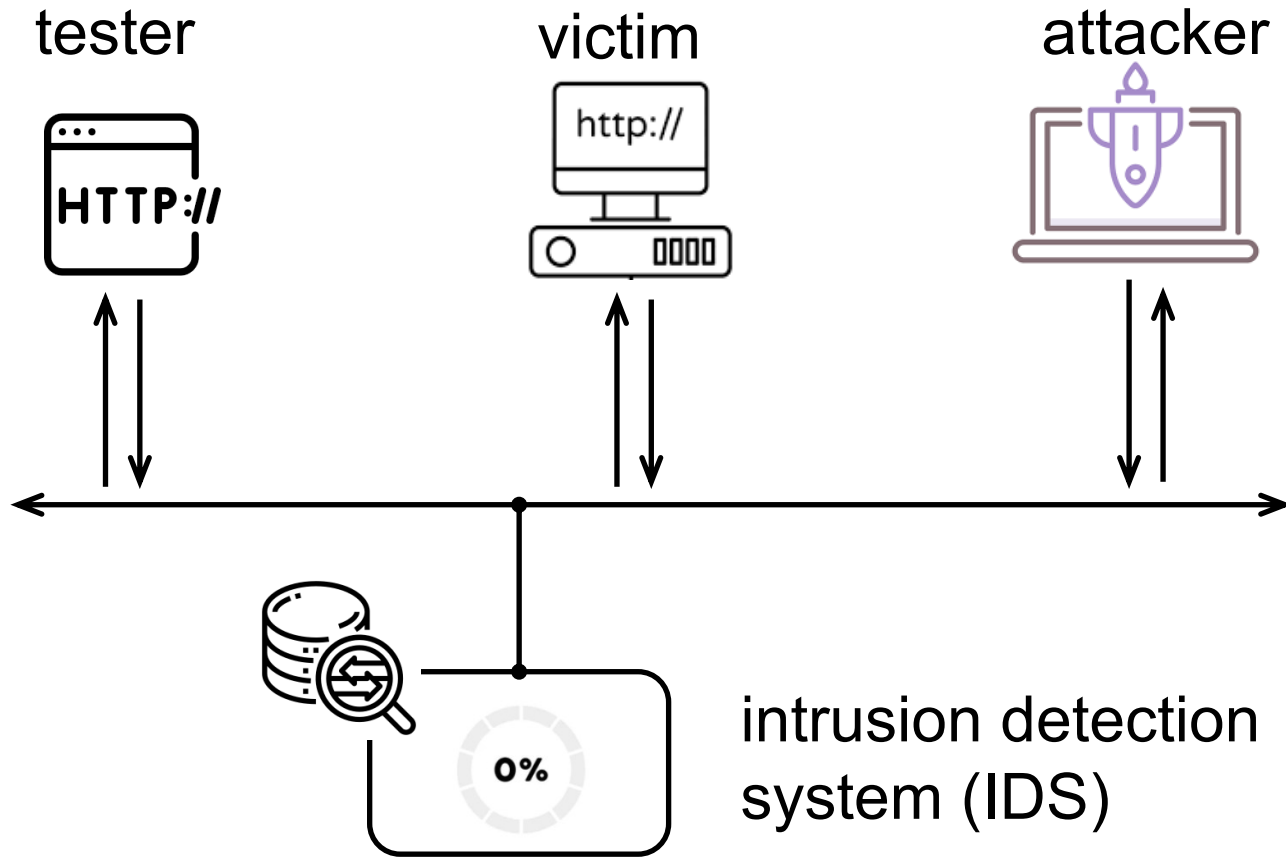 tester
victim
attacker
HTTP://
http://
0%
intrusion detection
system (IDS)